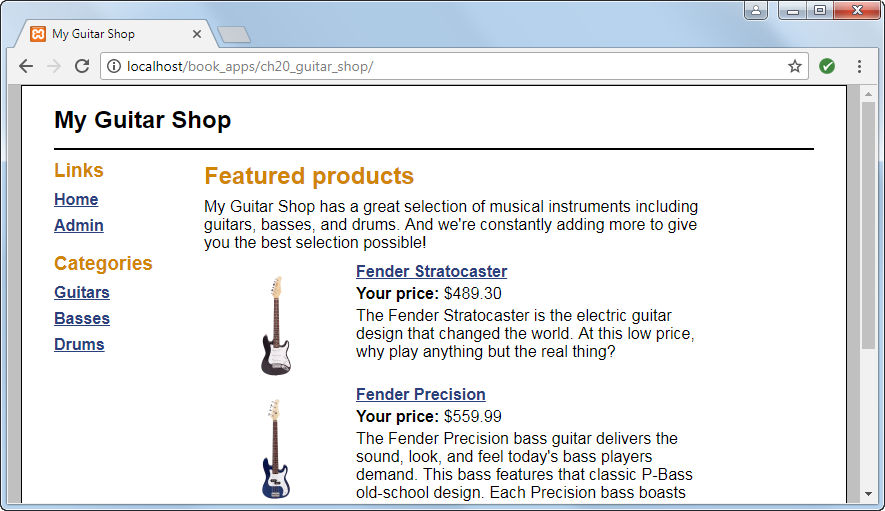 My Guitar Shop
localhost/book_apps/ch20_guitar_shop/
My Guitar Shop
Links
Home
Admin
Categories
Guitars
Basses
Drums
Featured products
My Guitar Shop has a great selection of musical instruments including
guitars, basses, and drums. And we're constantly adding more to give
you the best selection possible!
Fender Stratocaster
Your price: $489.30
The Fender Stratocaster is the electric guitar
design that changed the world. At this low price,
why play anything but the real thing?
Fender Precision
Your price: $559.99
The Fender Precision bass guitar delivers the
sound, look, and feel today's bass players
demand. This bass features that classic P-Bass
old-school design. Each Precision bass boasts